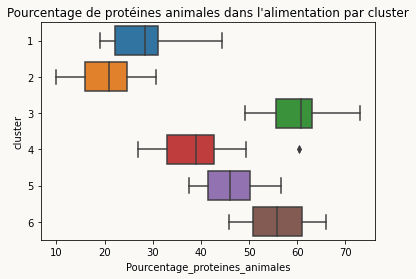 Pourcentage de protéines animales dans l'alimentation par cluster
1
2
3
4
5
6
cluster
10 20 30 40 50 60 70
Pourcentage_proteines_animales